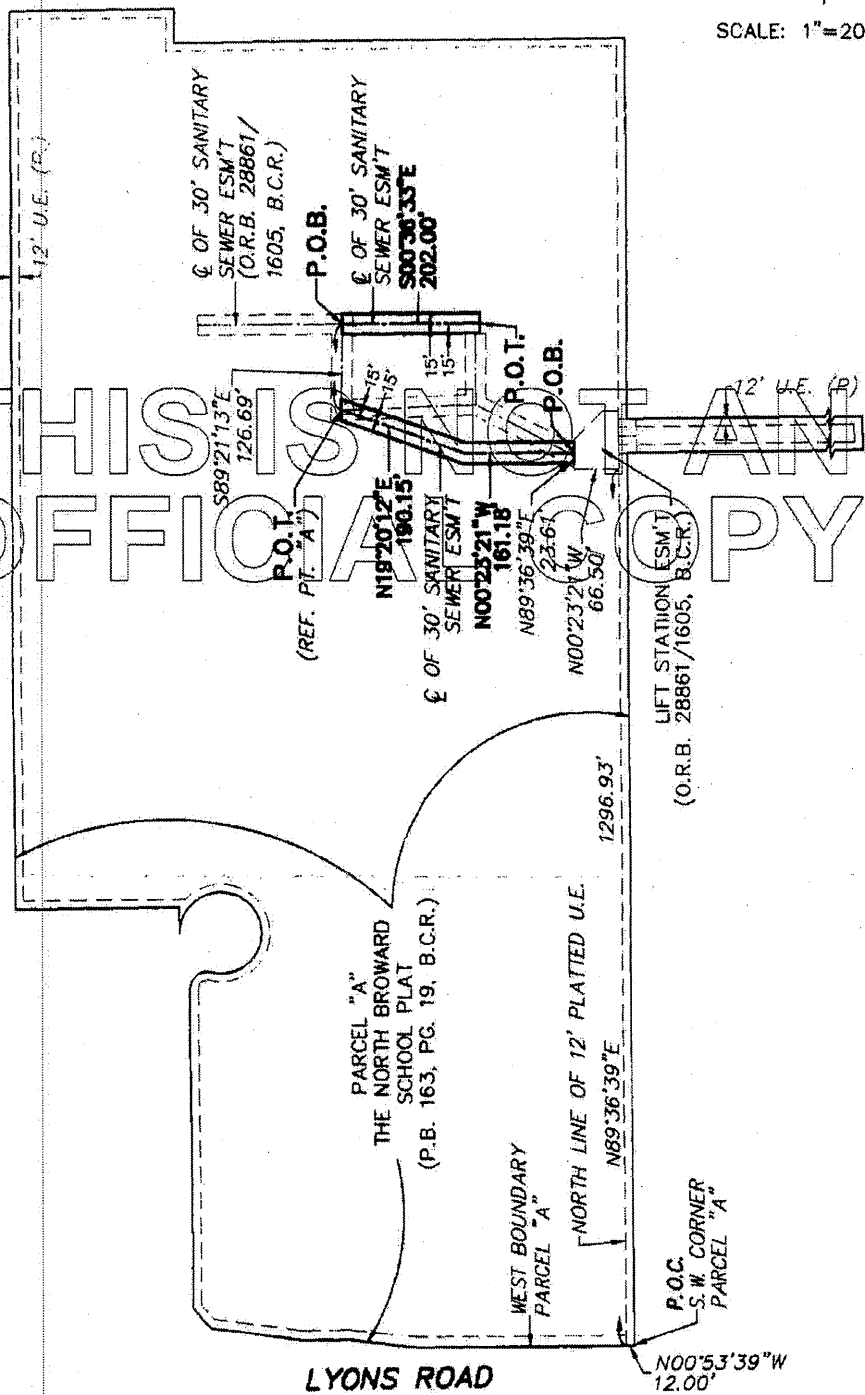 SCALE: 1"=20
12' U.E. (P.)
℄ OF 30' SANITARY
SEWER ESM'T
(O.R.B. 28861/
1605, B.C.R.)
P.O.B.
℄ OF 30' SANITARY
SEWER ESM'T
S00°36'33"E
202.00'
15'
15'
P.O.T.
P.O.B.
S89°21'13"E
126.69'
15'
15'
P.O.T.
(REF. PT. "A")
N19°20'12"E
190.15'
℄ OF 30' SANITARY
SEWER ESM'T
N00°23'21"W
161.18'
N89°36'39"E
23.61'
N00°23'21"W
66.50'
12' U.E. (P.)
LIFT STATION ESM'T
(O.R.B. 28861/1605, B.C.R.)
THIS IS NOT AN
OFFICIAL COPY
1296.93'
PARCEL "A"
THE NORTH BROWARD
SCHOOL PLAT
(P.B. 163, PG. 19, B.C.R.)
NORTH LINE OF 12' PLATTED U.E.
N89°36'39"E
WEST BOUNDARY
PARCEL "A"
P.O.C.
S.W. CORNER
PARCEL "A"
LYONS ROAD
N00°53'39"W
12.00'